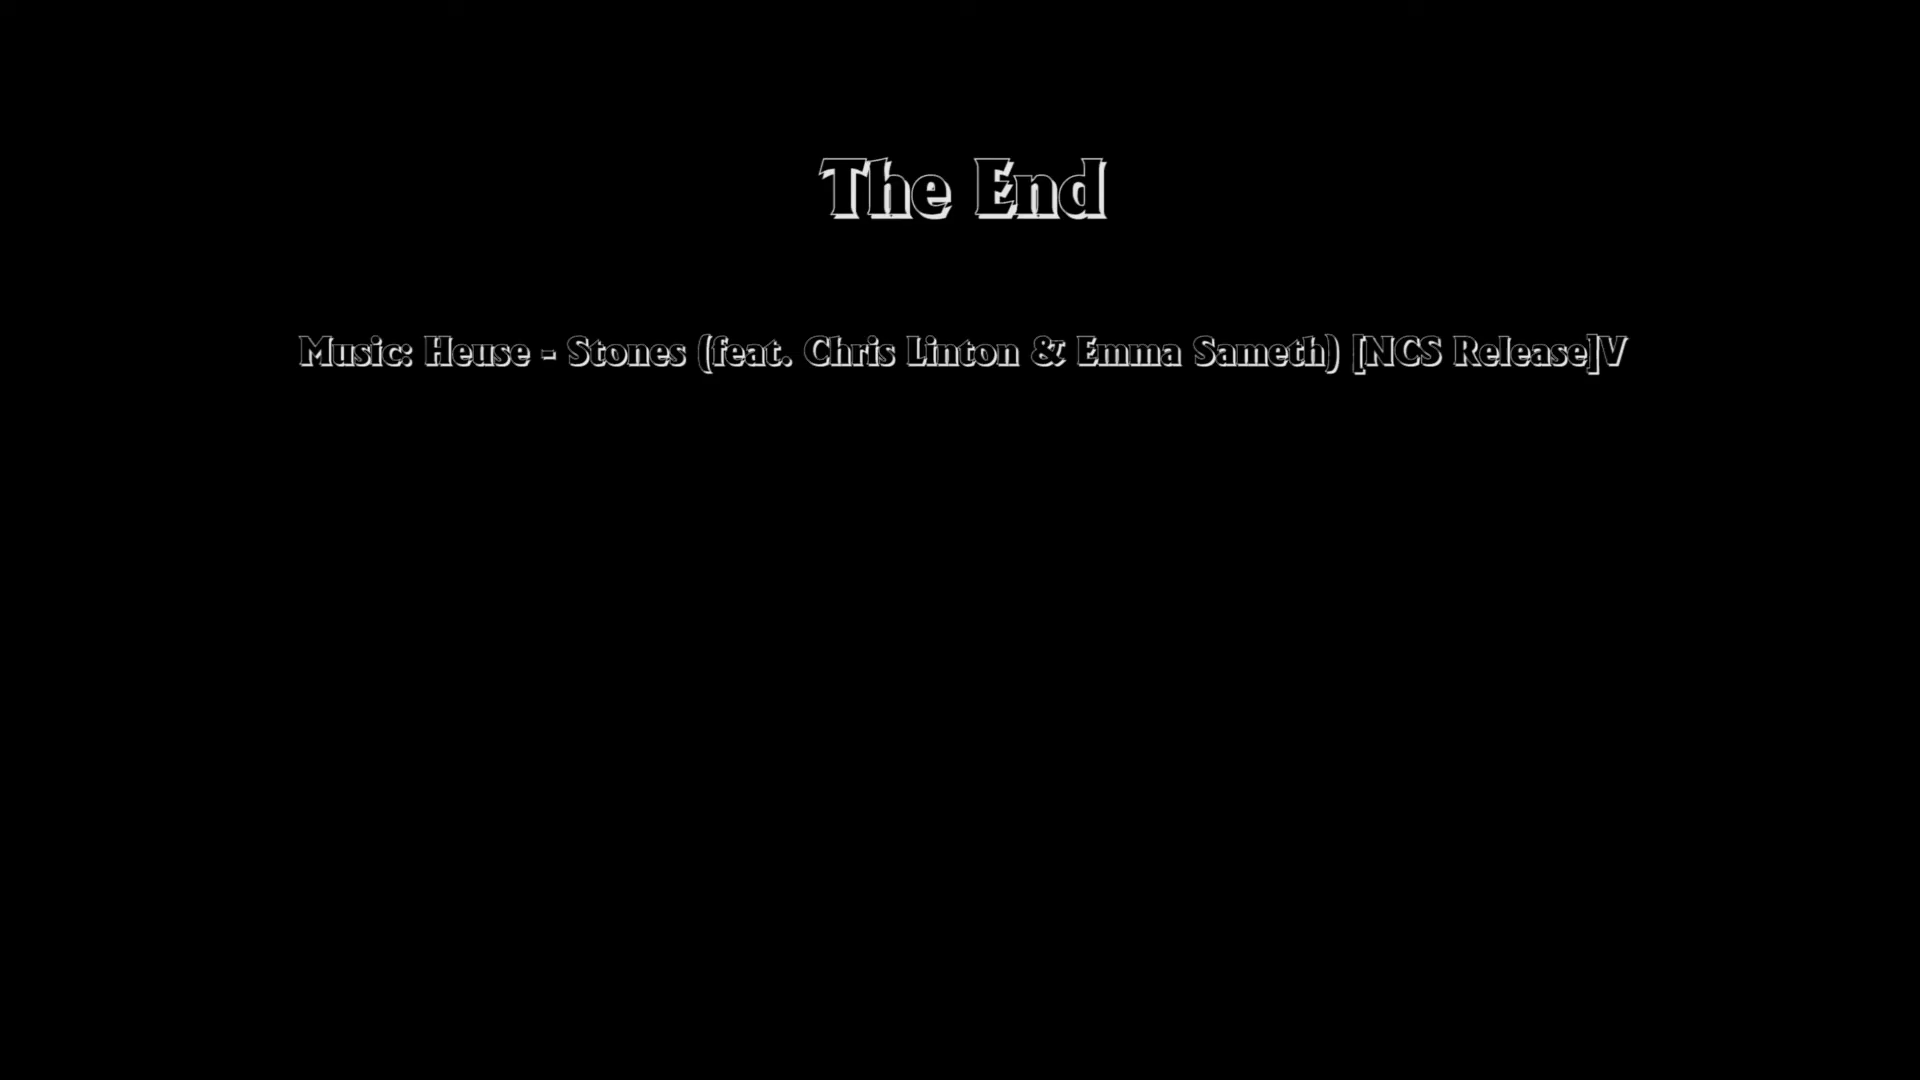 The End
Music: Heuse - Stones (feat. Chris Linton & Emma Sameth) [NCS Release]V